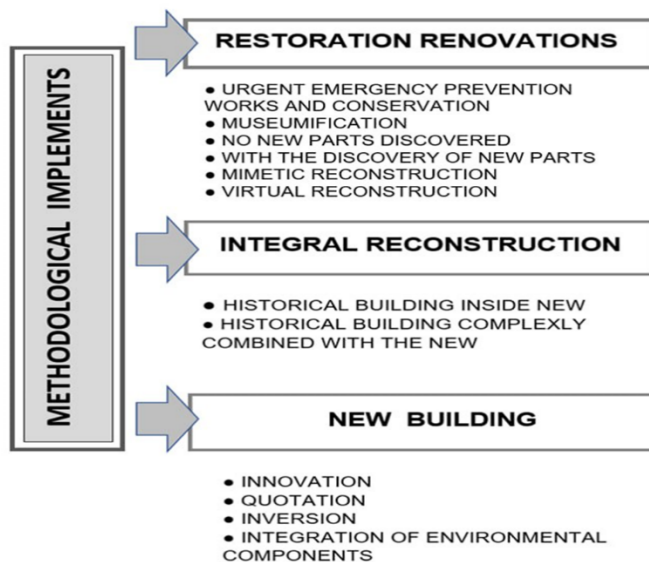 METHODOLOGICAL IMPLEMENTS
RESTORATION RENOVATIONS
● URGENT EMERGENCY PREVENTION
WORKS AND CONSERVATION
● MUSEUMIFICATION
● NO NEW PARTS DISCOVERED
● WITH THE DISCOVERY OF NEW PARTS
● MIMETIC RECONSTRUCTION
● VIRTUAL RECONSTRUCTION
INTEGRAL RECONSTRUCTION
● HISTORICAL BUILDING INSIDE NEW
● HISTORICAL BUILDING COMPLEXLY
COMBINED WITH THE NEW
NEW BUILDING
● INNOVATION
● QUOTATION
● INVERSION
● INTEGRATION OF ENVIRONMENTAL
COMPONENTS